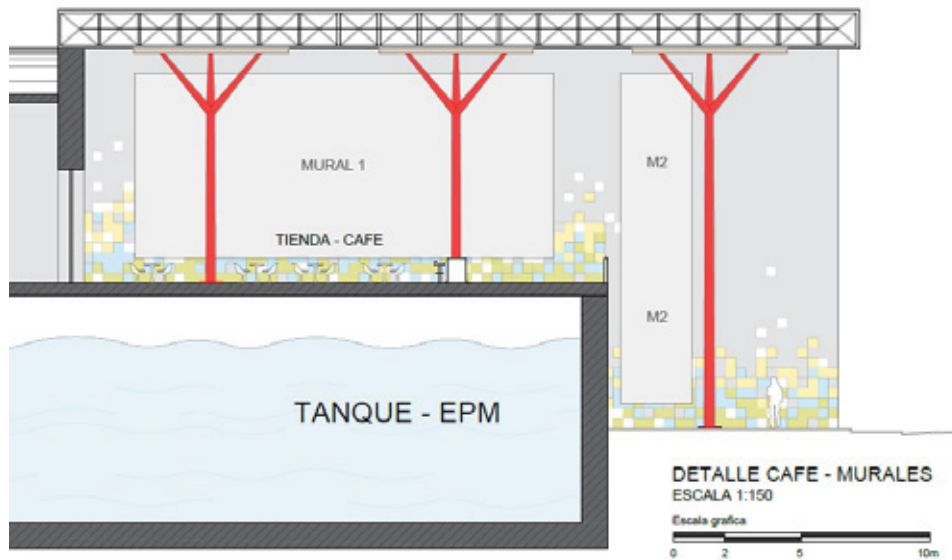 MURAL 1
M2
TIENDA - CAFE
M2
TANQUE - EPM
DETALLE CAFE - MURALES
ESCALA 1:150
Escala grafica
0 2 5 10m